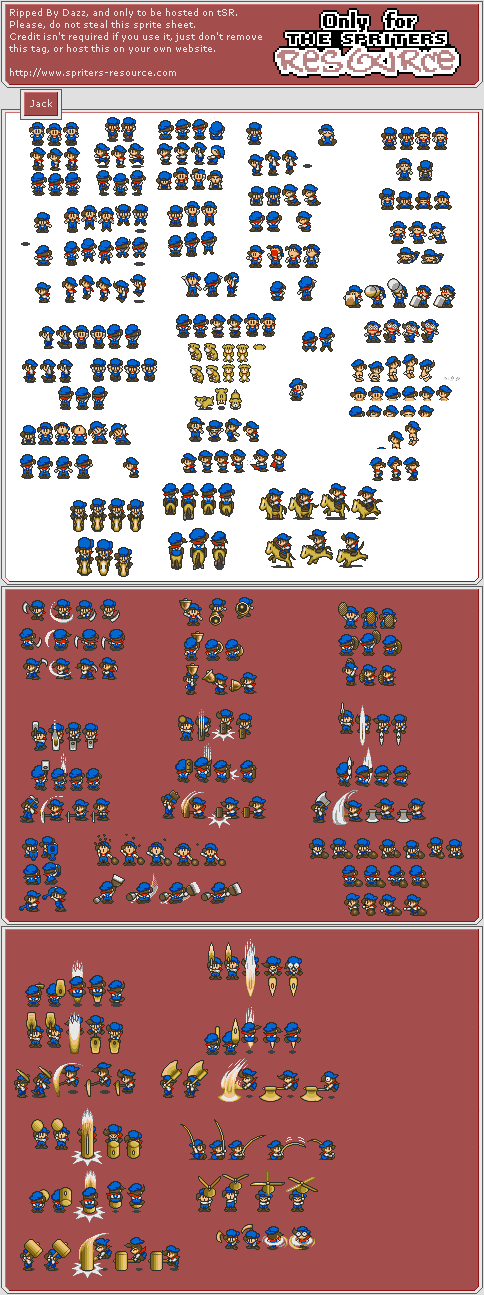 Ripped By Dazz, and only to be hosted on tSR.
Please, do not steal this sprite sheet.
Credit isn't required if you use it, just don't remove
this tag, or host this on your own website.
http://www.spriters-resource.com
Only for
THE SPRITERS
RESOURCE
Jack